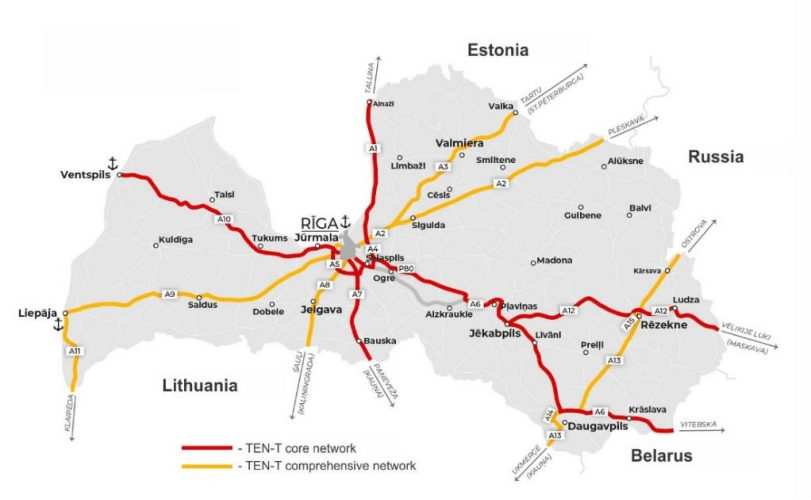 Estonia
TALLINA
TARTU
(ST.PETERBURGA)
Ainaži
Valka
PLESKAVA
A1
Valmiera
Limbaži
A3
Smiltene
Alūksne
Russia
Ventspils
Cēsis
A2
Talsi
Gulbene
Balvi
A10
RĪGA
Sigulda
Kuldīga
Tukums
Jūrmala
A2
OSTROVA
A4
Salaspils
A5
P80
Madona
Kārsava
Ogre
A8
A9
A7
Saldus
Dobele
Jelgava
Aizkraukle
A6
Pļaviņas
A12
A12
Ludza
Liepāja
A15
Rēzekne
VELIKIJE LUKI
(MASKAVA)
Jēkabpils
Līvāni
A11
Bauska
Preiļi
A13
ŠAUĻI
(KALINGRADA)
PANEVEŽA
(KAUŅA)
Lithuania
KLAIPĒDA
A14
A6
Krāslava
Daugavpils
VITEBSKA
A13
UKMERGE
(KAUŅA)
Belarus
- TEN-T core network
- TEN-T comprehensive network